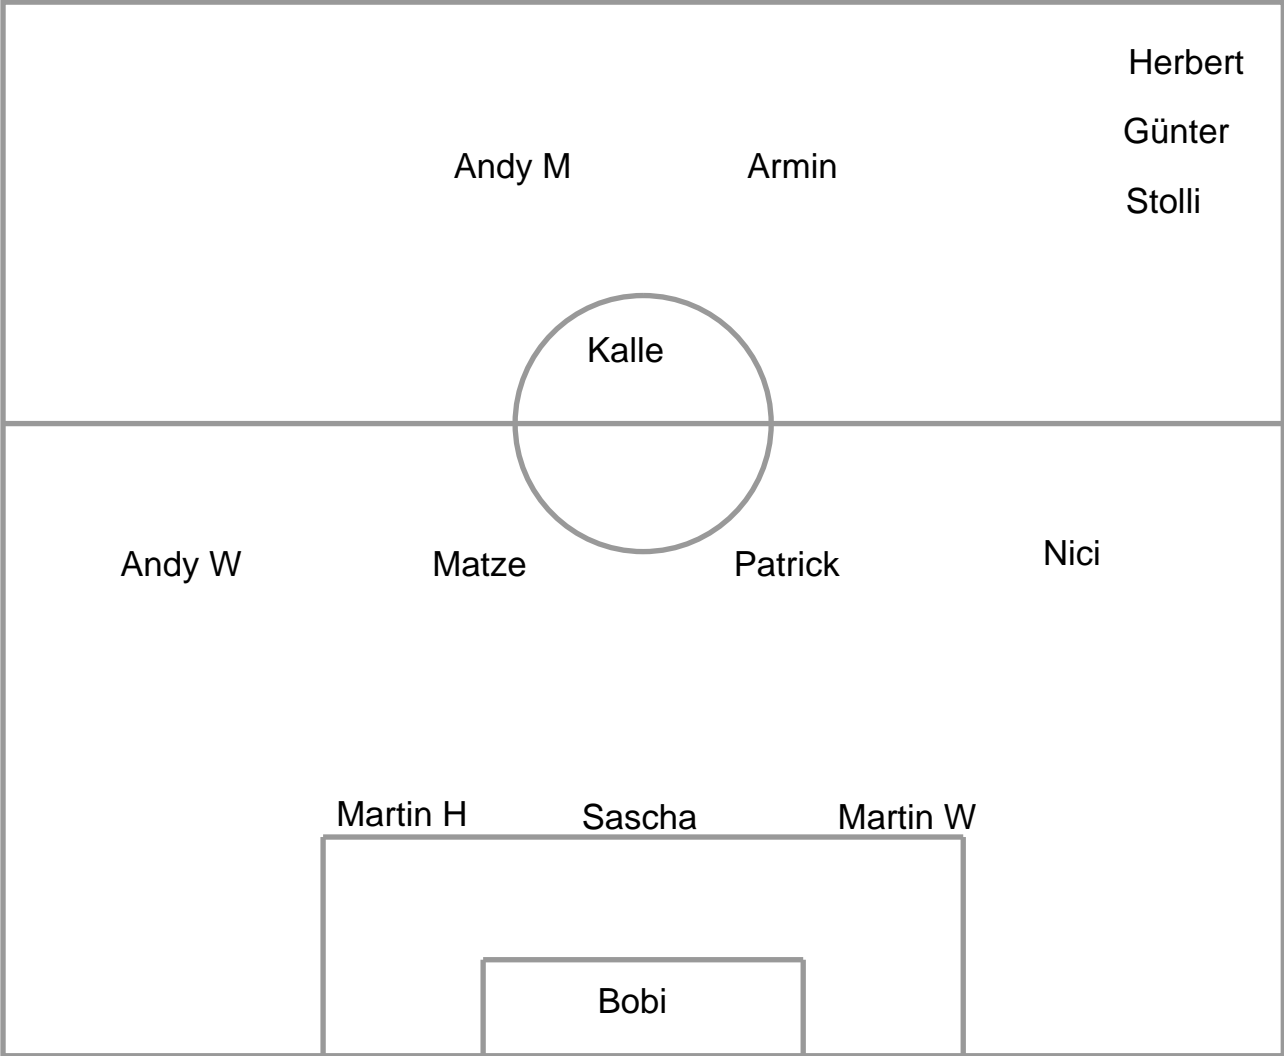 Herbert
Günter
Andy M Armin
Stolli
Kalle
Andy W Matze Patrick Nici
Martin H Sascha Martin W
Bobi